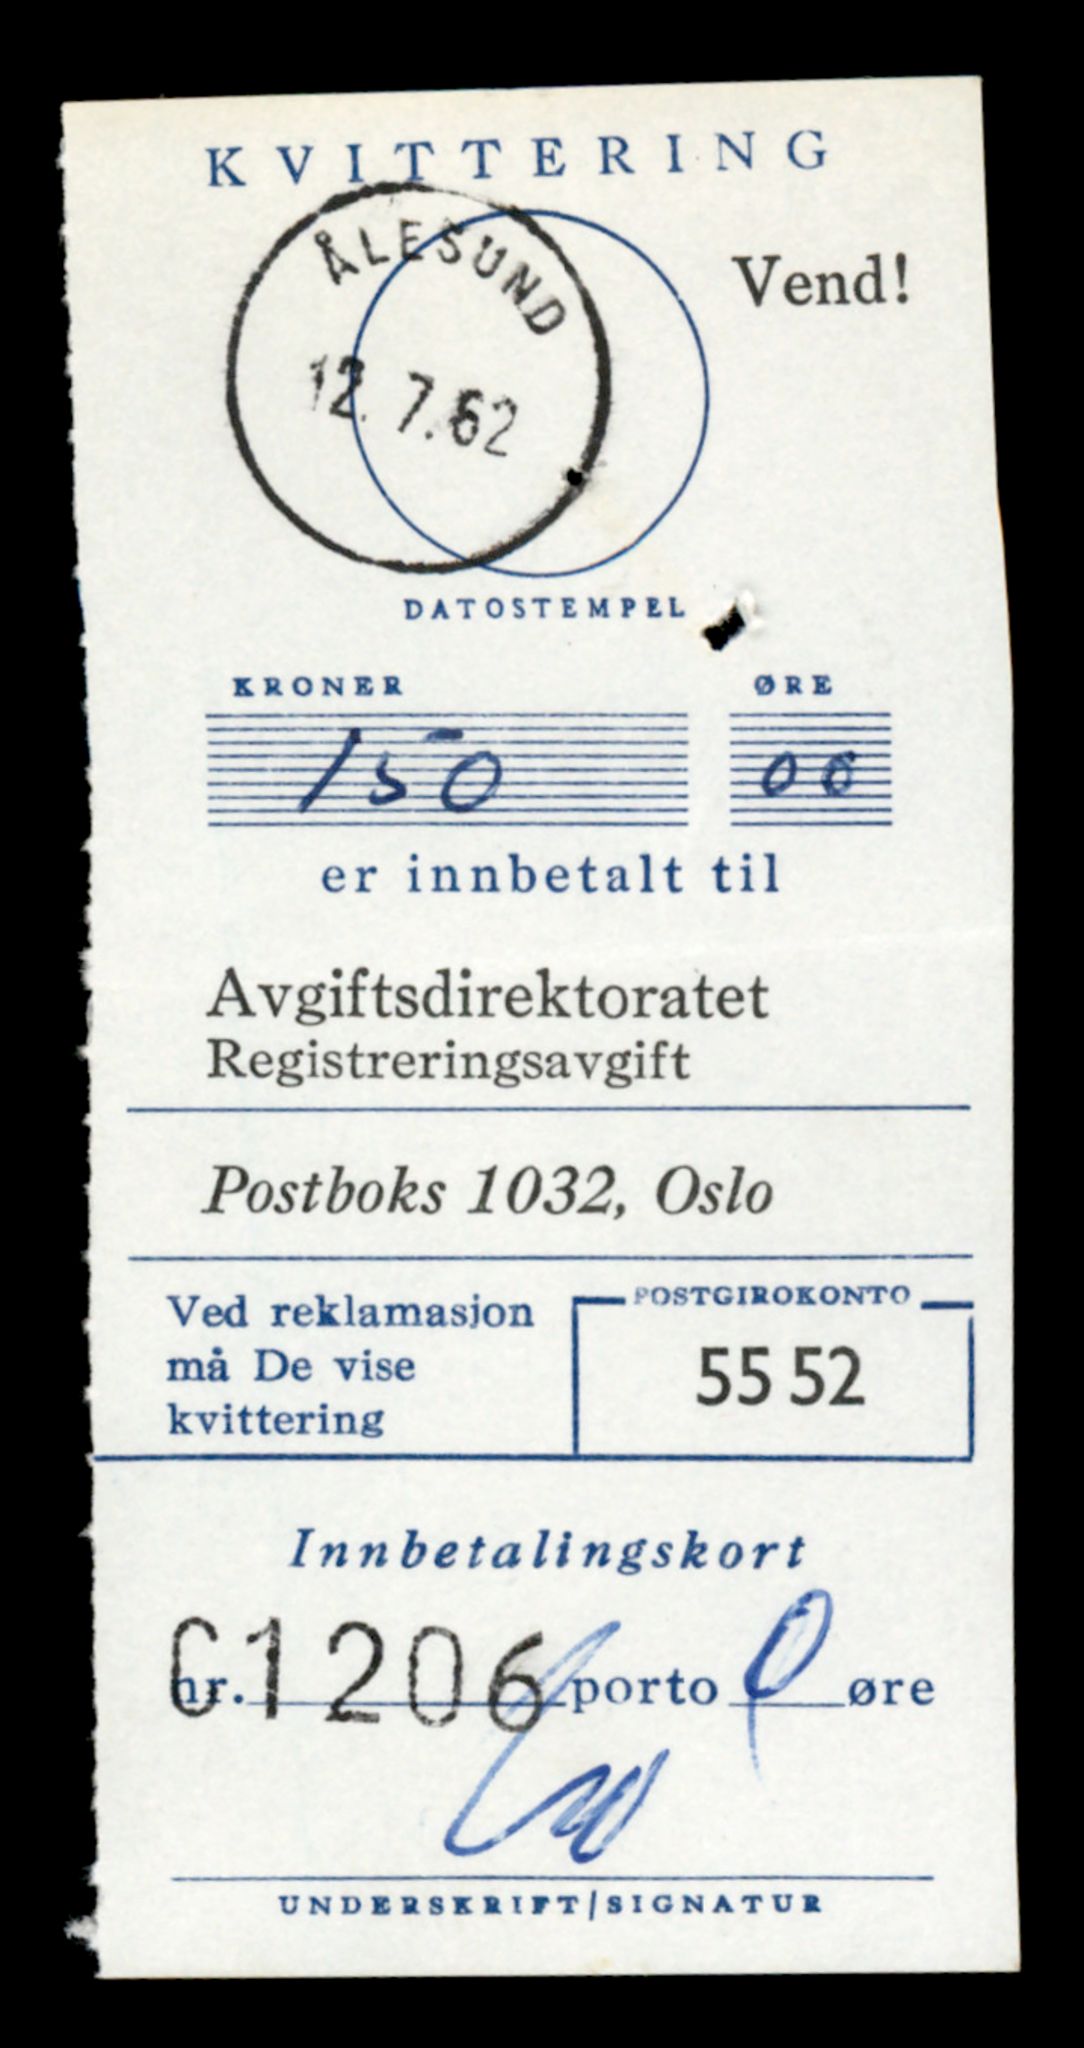 KVITTERING
ÅLESUND
12.7.62
Vend!
DATOSTEMPEL
KRONER ØRE
150 00
er innbetalt til
Avgiftsdirektoratet
Registreringsavgift
Postboks 1032, Oslo
Ved reklamasjon
må De vise
kvittering
POSTGIROKONTO
55 52
Innbetalingskort
nr. 01206 porto 0 øre
UNDERSKRIFT/SIGNATUR